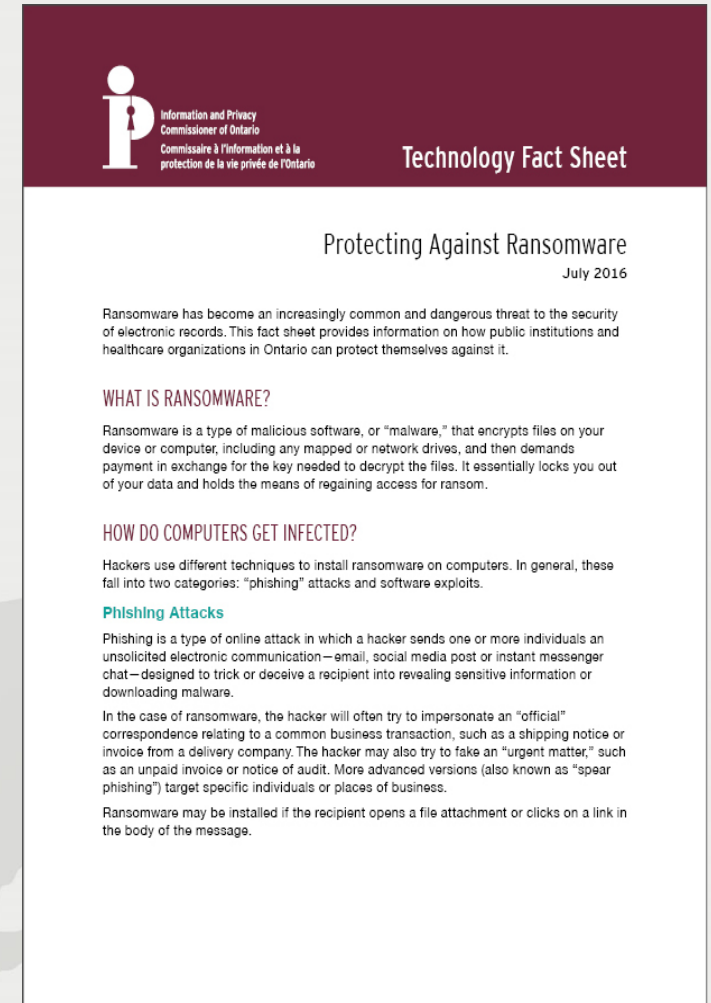 Information and Privacy
Commissioner of Ontario
Commissaire à l'information et à la
protection de la vie privée de l'Ontario
Technology Fact Sheet
Protecting Against Ransomware
July 2016
Ransomware has become an increasingly common and dangerous threat to the security
of electronic records. This fact sheet provides information on how public institutions and
healthcare organizations in Ontario can protect themselves against it.
WHAT IS RANSOMWARE?
Ransomware is a type of malicious software, or “malware,” that encrypts files on your
device or computer, including any mapped or network drives, and then demands
payment in exchange for the key needed to decrypt the files. It essentially locks you out
of your data and holds the means of regaining access for ransom.
HOW DO COMPUTERS GET INFECTED?
Hackers use different techniques to install ransomware on computers. In general, these
fall into two categories: “phishing” attacks and software exploits.
Phishing Attacks
Phishing is a type of online attack in which a hacker sends one or more individuals an
unsolicited electronic communication—email, social media post or instant messenger
chat—designed to trick or deceive a recipient into revealing sensitive information or
downloading malware.
In the case of ransomware, the hacker will often try to impersonate an “official”
correspondence relating to a common business transaction, such as a shipping notice or
invoice from a delivery company. The hacker may also try to fake an “urgent matter,” such
as an unpaid invoice or notice of audit. More advanced versions (also known as “spear
phishing”) target specific individuals or places of business.
Ransomware may be installed if the recipient opens a file attachment or clicks on a link in
the body of the message.